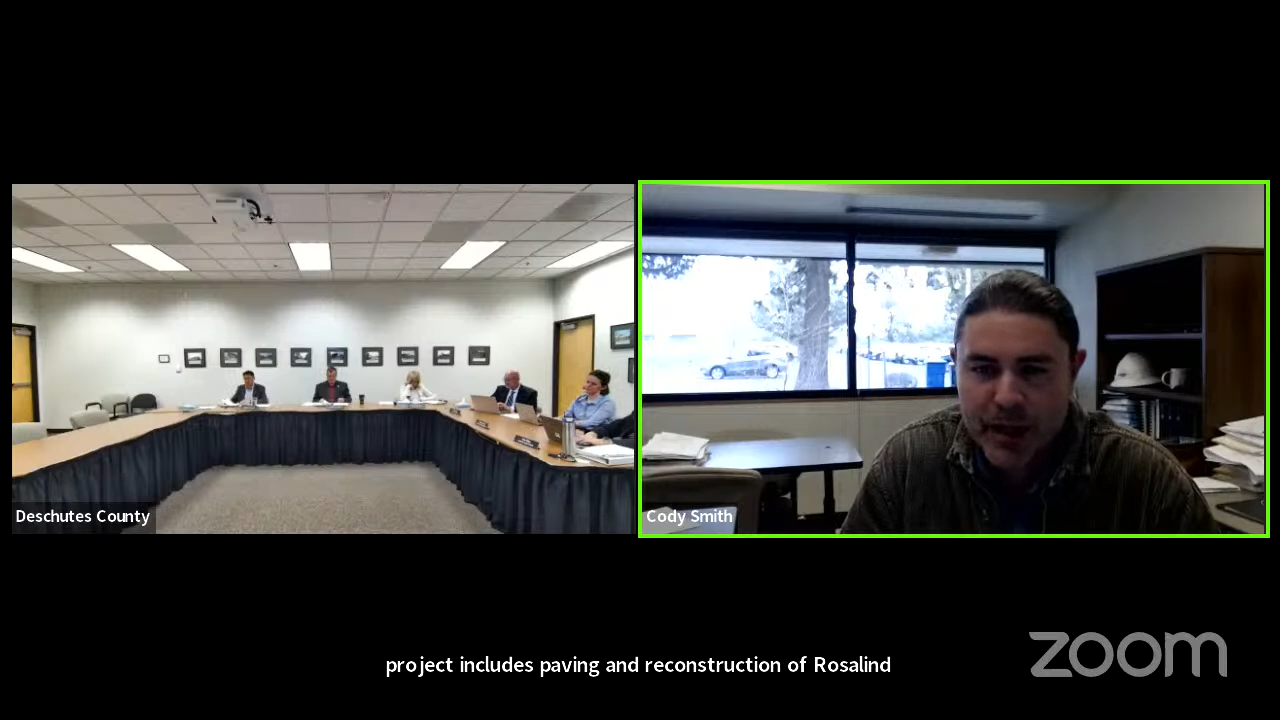 Deschutes County
Cody Smith
project includes paving and reconstruction of Rosalind
zoom